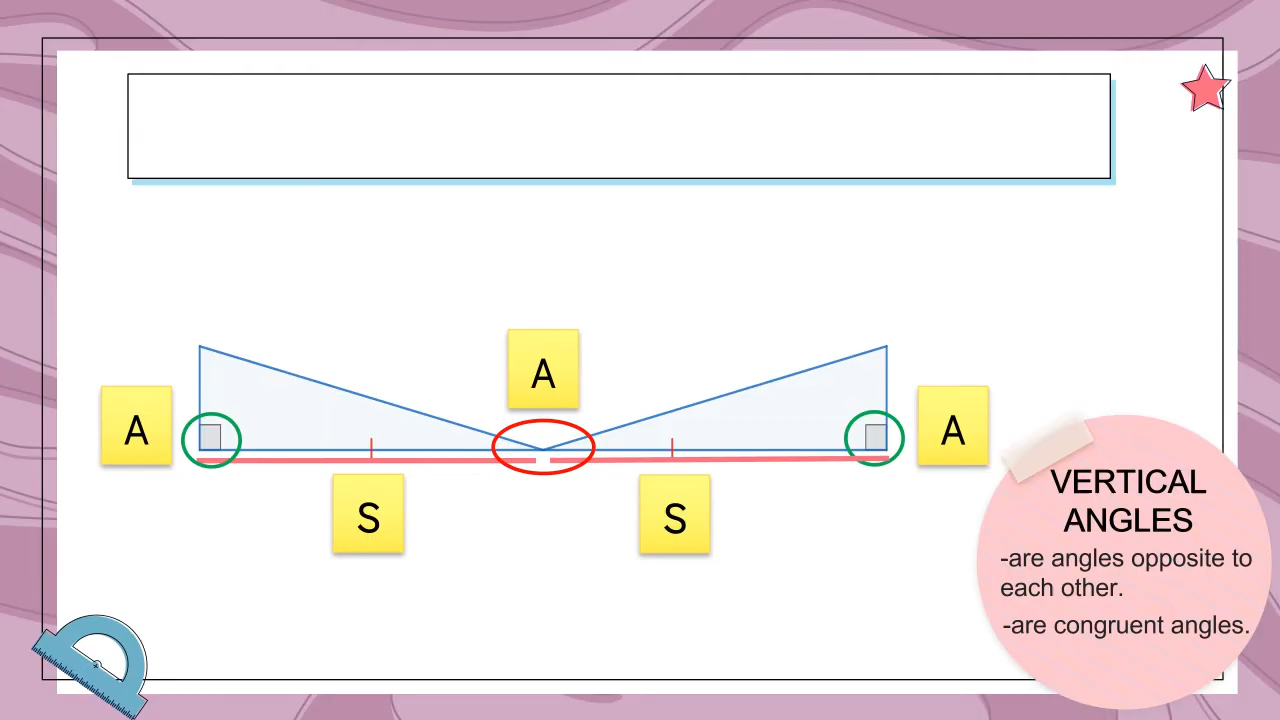 A
A
A
S
S
VERTICAL
ANGLES
-are angles opposite to
each other.
-are congruent angles.